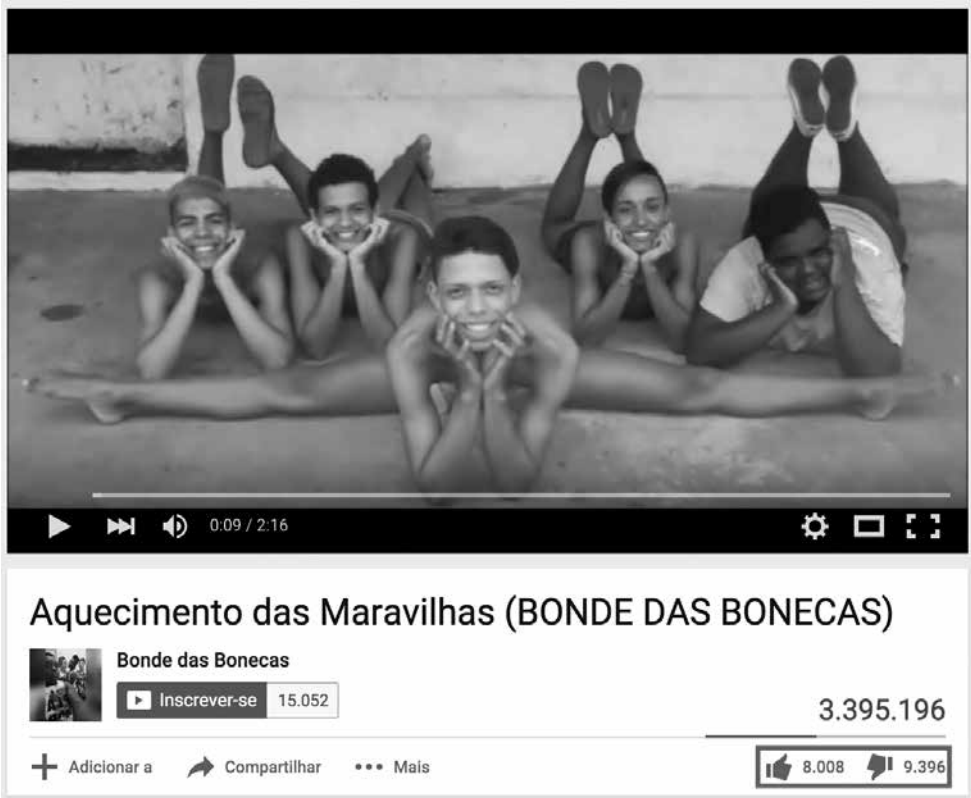 0:09 / 2:16
Aquecimento das Maravilhas (BONDE DAS BONECAS)
Bonde das Bonecas
Inscrever-se 15.052
3.395.196
Adicionar a Compartilhar Mais 8.008 9.396